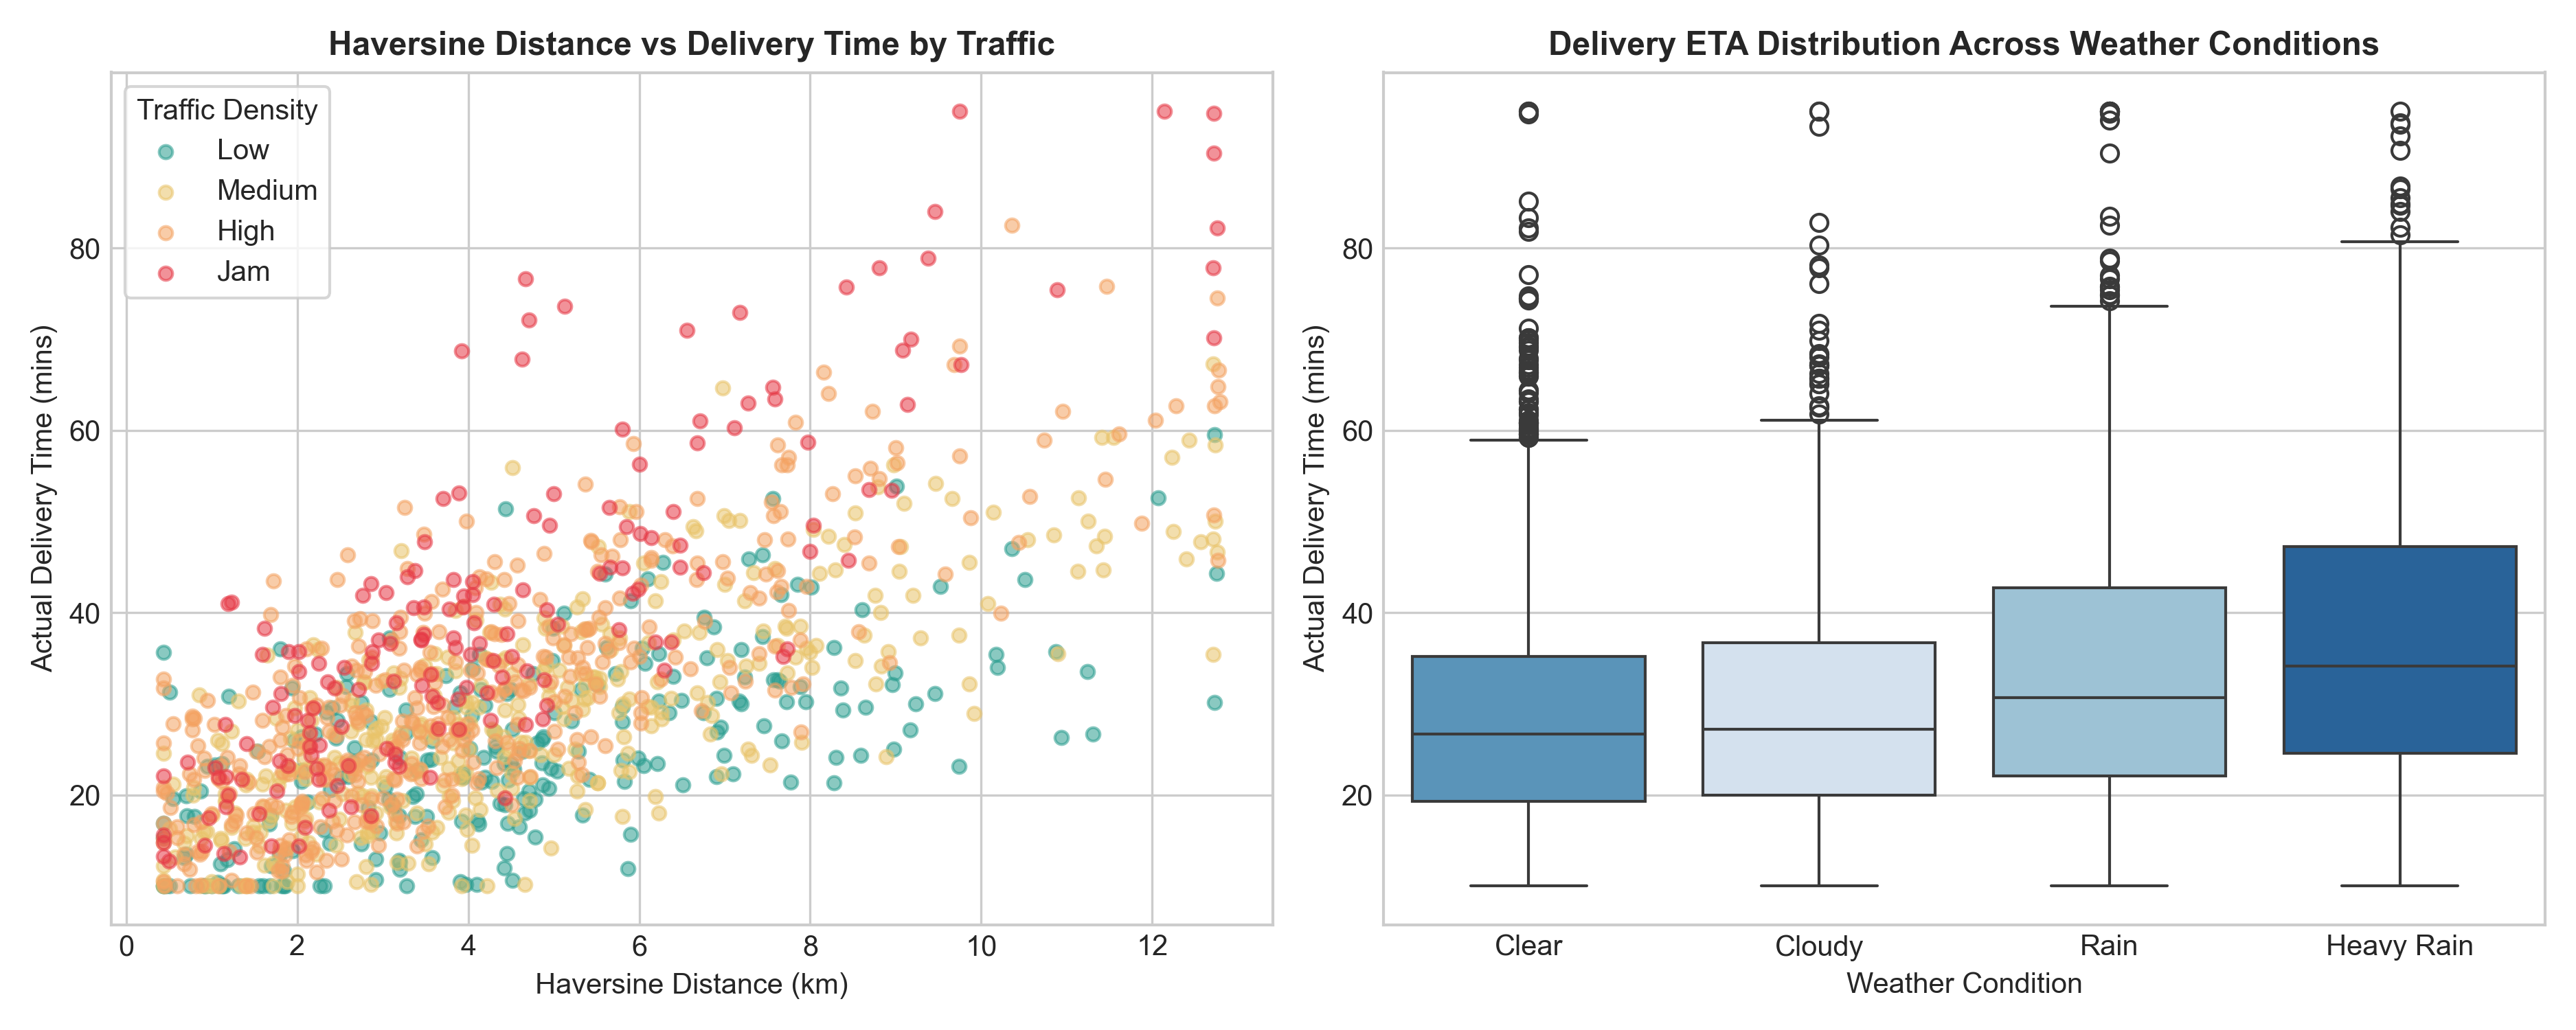 Haversine Distance vs Delivery Time by Traffic
Traffic Density
Low
Medium
High
Jam
80
60
40
20
Actual Delivery Time (mins)
0 2 4 6 8 10 12
Haversine Distance (km)
Delivery ETA Distribution Across Weather Conditions
80
60
40
20
Actual Delivery Time (mins)
Clear Cloudy Rain Heavy Rain
Weather Condition